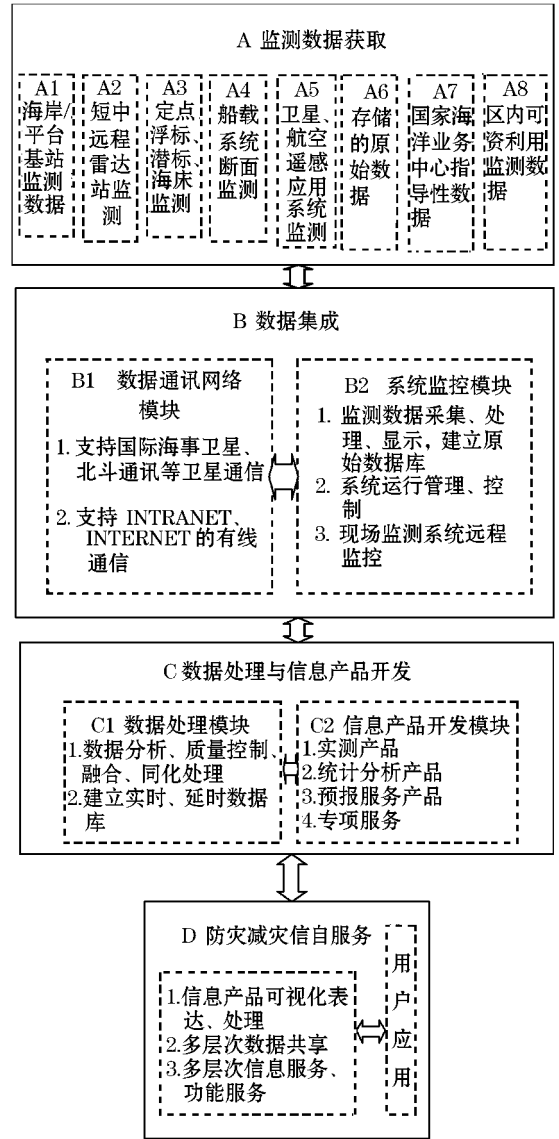 A 监测数据获取
A1
海岸/
平台
基站
监测
数据
A2
短中
远程
雷达
站监
测
A3
定点
浮标、
潜标、
海床
监测
A4
船载
系统
断面
监测
A5
卫星、
航空
遥感
应用
系统
监测
A6
存储
的原
始数
据
A7
国家海
洋业务
中心指
导性数
据
A8
区内可
资利用
监测数
据
B 数据集成
B1 数据通讯网络
模块
1. 支持国际海事卫星、
北斗通讯等卫星通信
2. 支持 INTRANET、
INTERNET 的有线
通信
B2 系统监控模块
1. 监测数据采集、处
理、显示，建立原
始数据库
2. 系统运行管理、控
制
3. 现场监测系统远程
监控
C 数据处理与信息产品开发
C1 数据处理模块
1.数据分析、质量控制、
融合、同化处理
2.建立实时、延时数据
库
C2 信息产品开发模块
1.实测产品
2.统计分析产品
3.预报服务产品
4.专项服务
D 防灾减灾信自服务
1.信息产品可视化表
达、处理
2.多层次数据共享
3.多层次信息服务、
功能服务
用
户
应
用